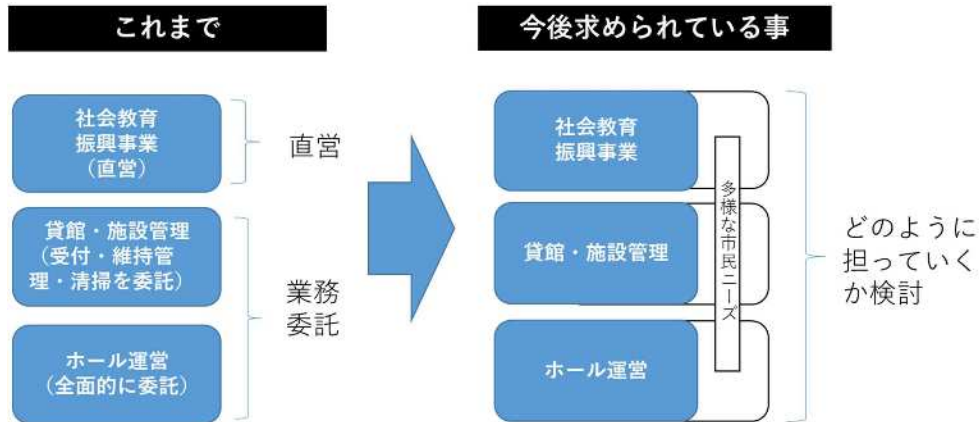 これまで
社会教育
振興事業
（直営）
直営
貸館・施設管理
（受付・維持管
理・清掃を委託）
ホール運営
（全面的に委託）
業務
委託
今後求められている事
社会教育
振興事業
貸館・施設管理
ホール運営
多様な市民ニーズ
どのように
担っていく
か検討